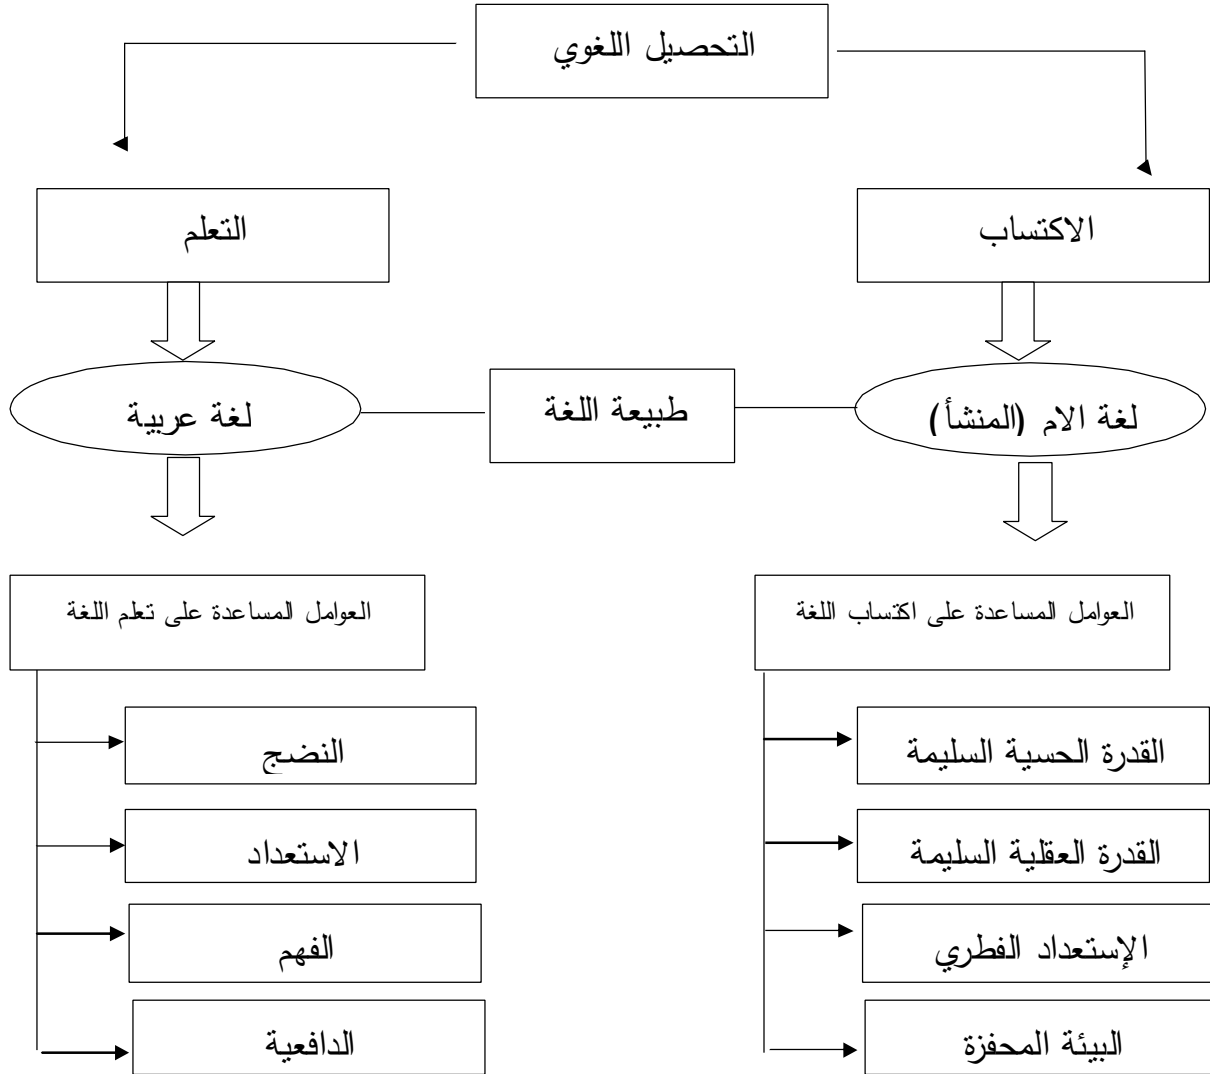 التحصيل اللغوي
الاكتساب
التعلم
لغة الام (المنشأ)
طبيعة اللغة
لغة عربية
العوامل المساعدة على اكتساب اللغة
العوامل المساعدة على تعلم اللغة
القدرة الحسية السليمة
النضج
القدرة العقلية السليمة
الاستعداد
الإستعداد الفطري
الفهم
البيئة المحفزة
الدافعية